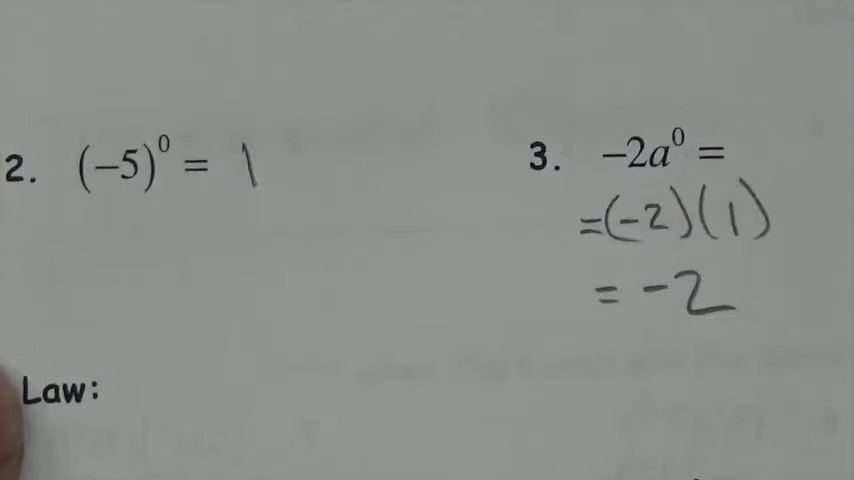 2. (−5)⁰ = 1
3. −2a⁰ =
=(−2)(1)
= −2
Law: